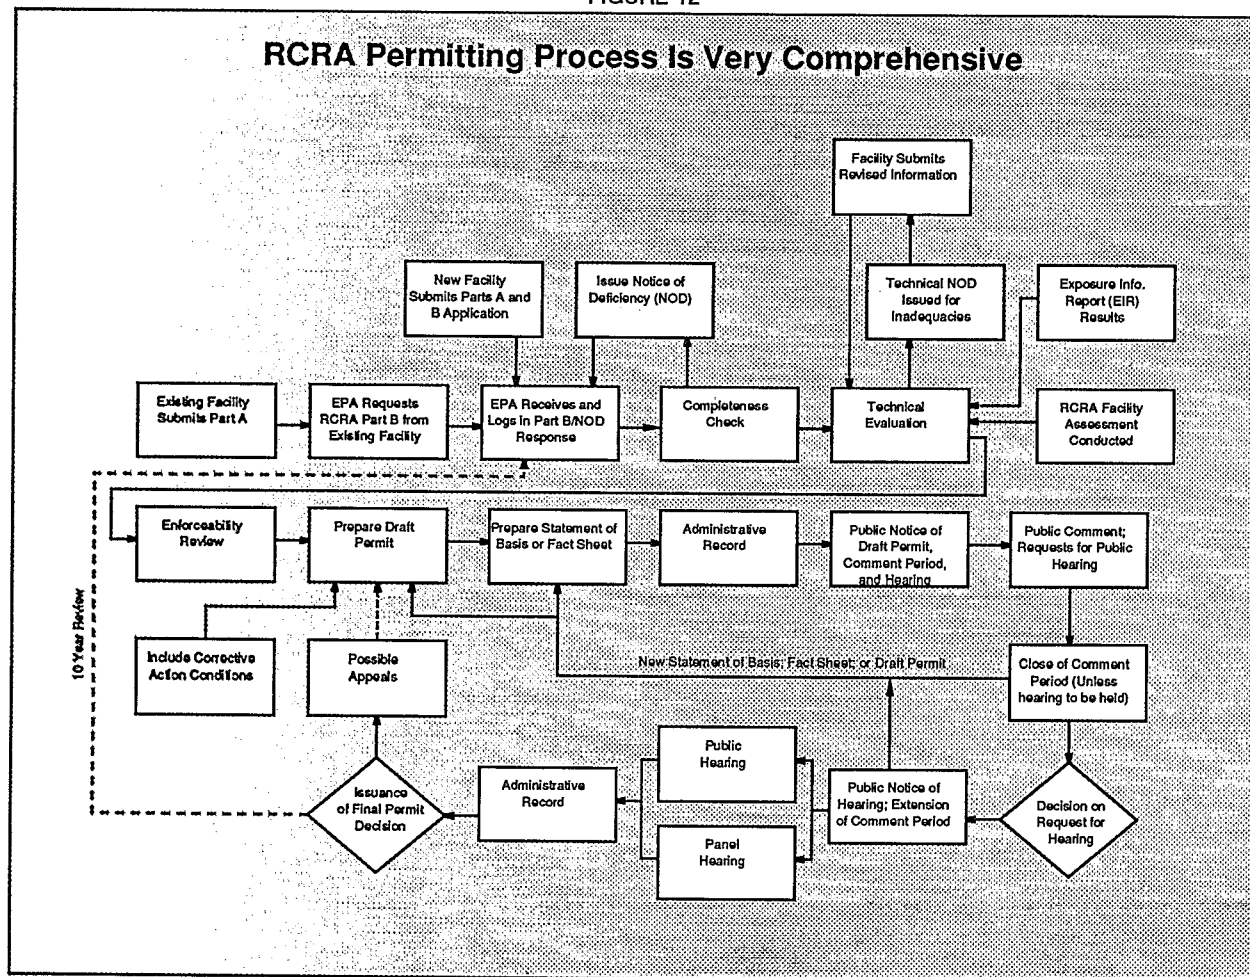 FIGURE 12
RCRA Permitting Process Is Very Comprehensive
Facility Submits
Revised Information
New Facility
Submits Parts A and
B Application
Issue Notice of
Deficiency (NOD)
Technical NOD
Issued for
Inadequacies
Exposure Info.
Report (EIR)
Results
Existing Facility
Submits Part A
EPA Requests
RCRA Part B from
Existing Facility
EPA Receives and
Logs in Part B/NOD
Response
Completeness
Check
Technical
Evaluation
RCRA Facility
Assessment
Conducted
Enforceability
Review
Prepare Draft
Permit
Prepare Statement of
Basis or Fact Sheet
Administrative
Record
Public Notice of
Draft Permit,
Comment Period,
and Hearing
Public Comment;
Requests for Public
Hearing
10 Year Review
Include Corrective
Action Conditions
Possible
Appeals
New Statement of Basis; Fact Sheet; or Draft Permit
Close of Comment
Period (Unless
hearing to be held)
Issuance
of Final Permit
Decision
Administrative
Record
Public
Hearing
Panel
Hearing
Public Notice of
Hearing; Extension
of Comment Period
Decision on
Request for
Hearing